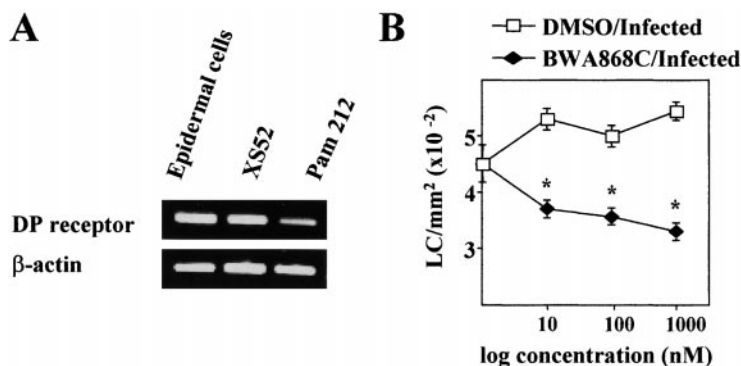 A
Epidermal cells
XS52
Pam 212
DP receptor
β-actin
B
DMSO/Infected
BWA868C/Infected
LC/mm² (x10⁻²)
5
4
3
*
*
*
10 100 1000
log concentration (nM)